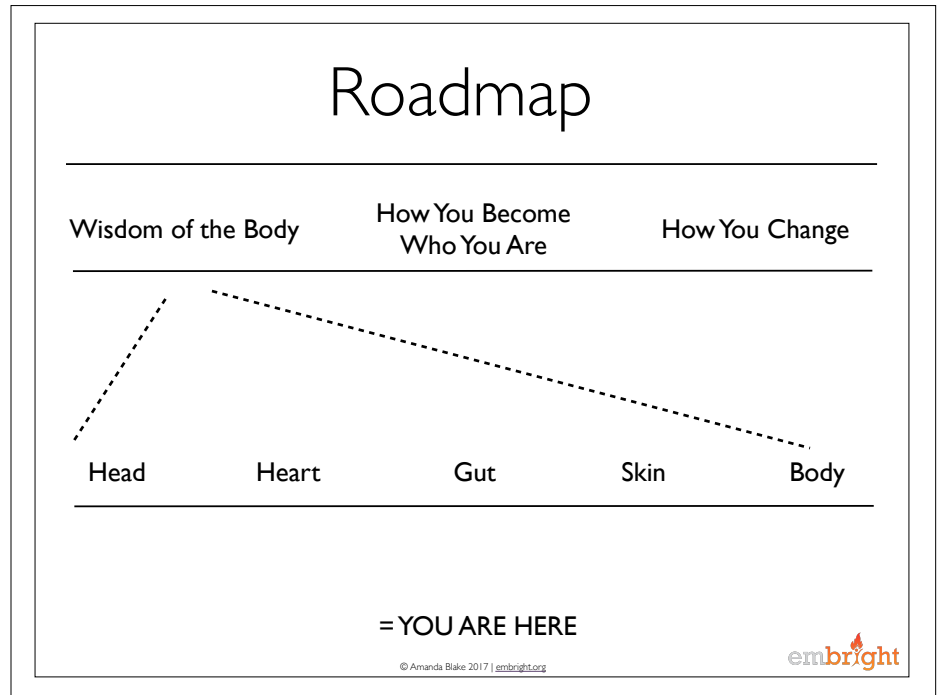 Roadmap
Wisdom of the Body
How You Become
Who You Are
How You Change
Head
Heart
Gut
Skin
Body
= YOU ARE HERE
© Amanda Blake 2017 | embright.org
embright